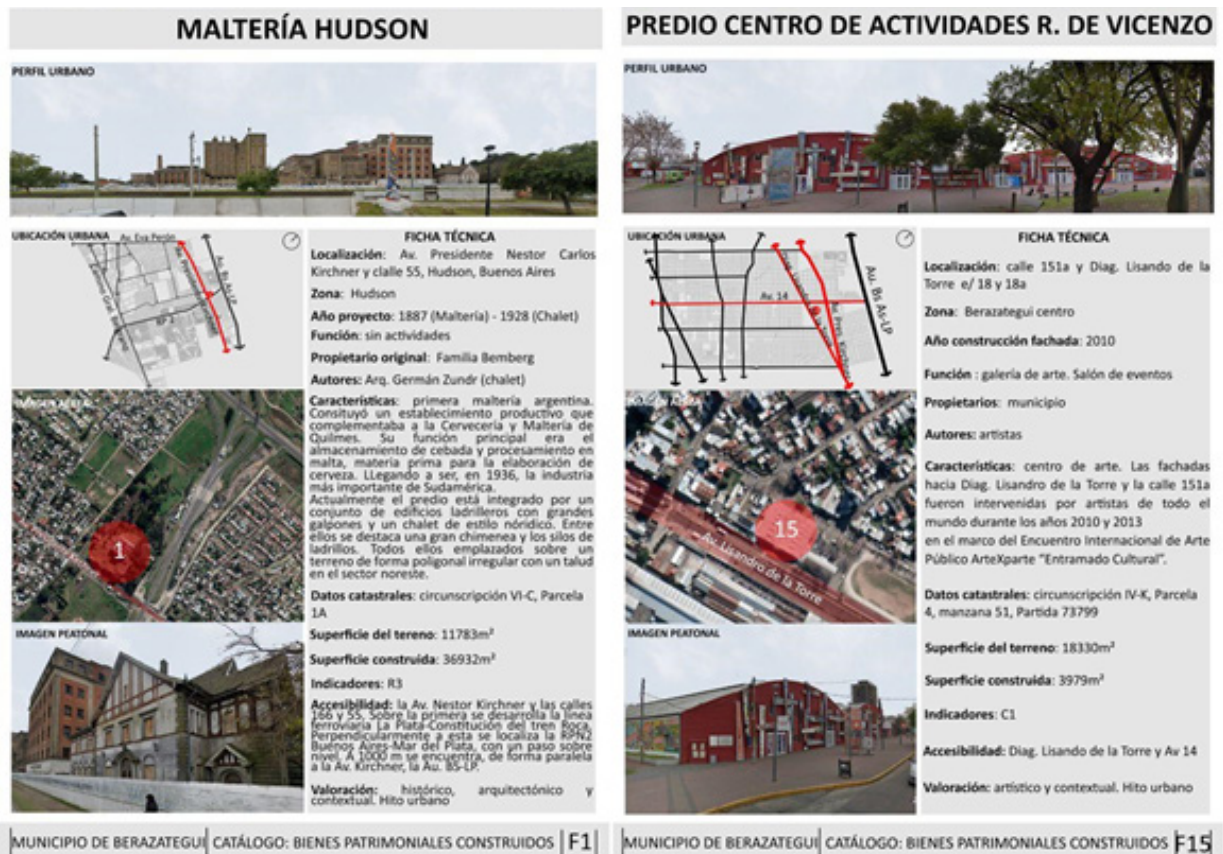 MALTERÍA HUDSON
PERFIL URBANO
UBICACIÓN URBANA
Av. Eva Perón
Au. Bs As-LP
RP 2
IMAGEN AÉREA
1
IMAGEN PEATONAL
FICHA TÉCNICA
Localización: Av. Presidente Nestor Carlos
Kirchner y clalle 55, Hudson, Buenos Aires
Zona: Hudson
Año proyecto: 1887 (Maltería) - 1928 (Chalet)
Función: sin actividades
Propietario original: Familia Bemberg
Autores: Arq. Germán Zundr (chalet)
Características: primera maltería argentina.
Consituyó un establecimiento productivo que
complementaba a la Cervecería y Maltería de
Quilmes. Su función principal era el
almacenamiento de cebada y procesamiento en
malta, materia prima para la elaboración de
cerveza. LLegando a ser, en 1936, la industria
más importante de Sudamérica.
Actualmente el predio está integrado por un
conjunto de edificios ladrilleros con grandes
galpones y un chalet de estilo nóridico. Entre
ellos se destaca una gran chimenea y los silos de
ladrillos. Todos ellos emplazados sobre un
terreno de forma poligonal irregular con un talud
en el sector noreste.
Datos catastrales: circunscripción VI-C, Parcela
1A
Superficie del terreno: 11783m²
Superficie construida: 36932m²
Indicadores: R3
Accesibilidad: la Av. Nestor Kirchner y las calles
166 y 55. Sobre la primera se desarrolla la línea
ferroviaria La Plata-Constitución del tren Roca.
Perpendicularmente a esta se localiza la RPN2
Buenos Aires-Mar del Plata, con un paso sobre
nivel. A 1000 m se encuentra, de forma paralela
a la Av. Kirchner, la Au. BS-LP.
Valoración: histórico, arquitectónico y
contextual. Hito urbano
MUNICIPIO DE BERAZATEGUI CATÁLOGO: BIENES PATRIMONIALES CONSTRUIDOS F1
PREDIO CENTRO DE ACTIVIDADES R. DE VICENZO
PERFIL URBANO
UBICACIÓN URBANA
Av. 14
Au. Bs As-LP
15
Av. Lisandro de la Torre
IMAGEN PEATONAL
FICHA TÉCNICA
Localización: calle 151a y Diag. Lisando de la
Torre e/ 18 y 18a
Zona: Berazategui centro
Año construcción fachada: 2010
Función : galería de arte. Salón de eventos
Propietarios: municipio
Autores: artistas
Características: centro de arte. Las fachadas
hacia Diag. Lisandro de la Torre y la calle 151a
fueron intervenidas por artistas de todo el
mundo durante los años 2010 y 2013
en el marco del Encuentro Internacional de Arte
Público ArteXparte "Entramado Cultural".
Datos catastrales: circunscripción IV-K, Parcela
4, manzana 51, Partida 73799
Superficie del terreno: 18330m²
Superficie construida: 3979m²
Indicadores: C1
Accesibilidad: Diag. Lisando de la Torre y Av 14
Valoración: artístico y contextual. Hito urbano
MUNICIPIO DE BERAZATEGUI CATÁLOGO: BIENES PATRIMONIALES CONSTRUIDOS F15